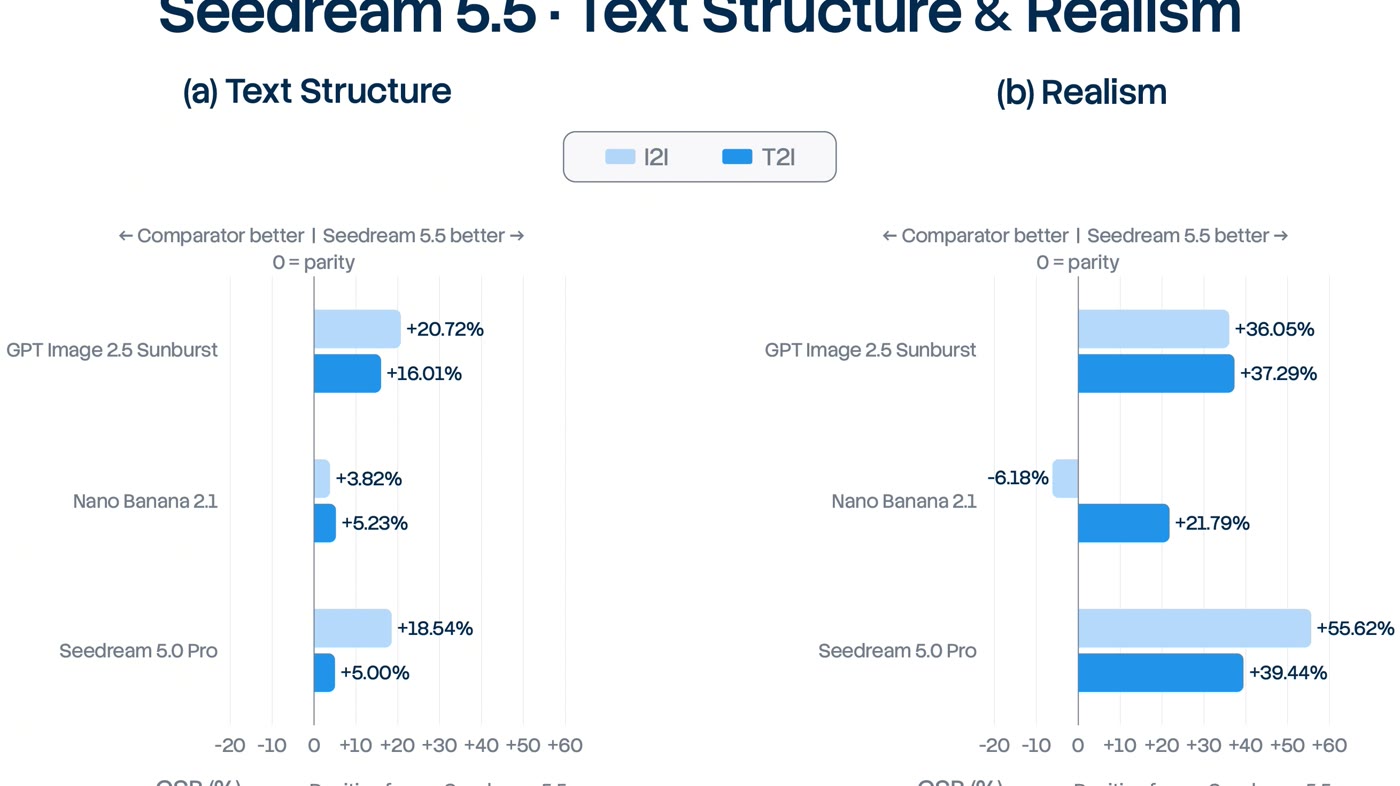 Seedream 5.5 · Text Structure & Realism
(a) Text Structure
(b) Realism
I2I
T2I
← Comparator better | Seedream 5.5 better →
0 = parity
GPT Image 2.5 Sunburst
+20.72%
+16.01%
Nano Banana 2.1
+3.82%
+5.23%
Seedream 5.0 Pro
+18.54%
+5.00%
-20 -10 0 +10 +20 +30 +40 +50 +60
← Comparator better | Seedream 5.5 better →
0 = parity
GPT Image 2.5 Sunburst
+36.05%
+37.29%
Nano Banana 2.1
-6.18%
+21.79%
Seedream 5.0 Pro
+55.62%
+39.44%
-20 -10 0 +10 +20 +30 +40 +50 +60